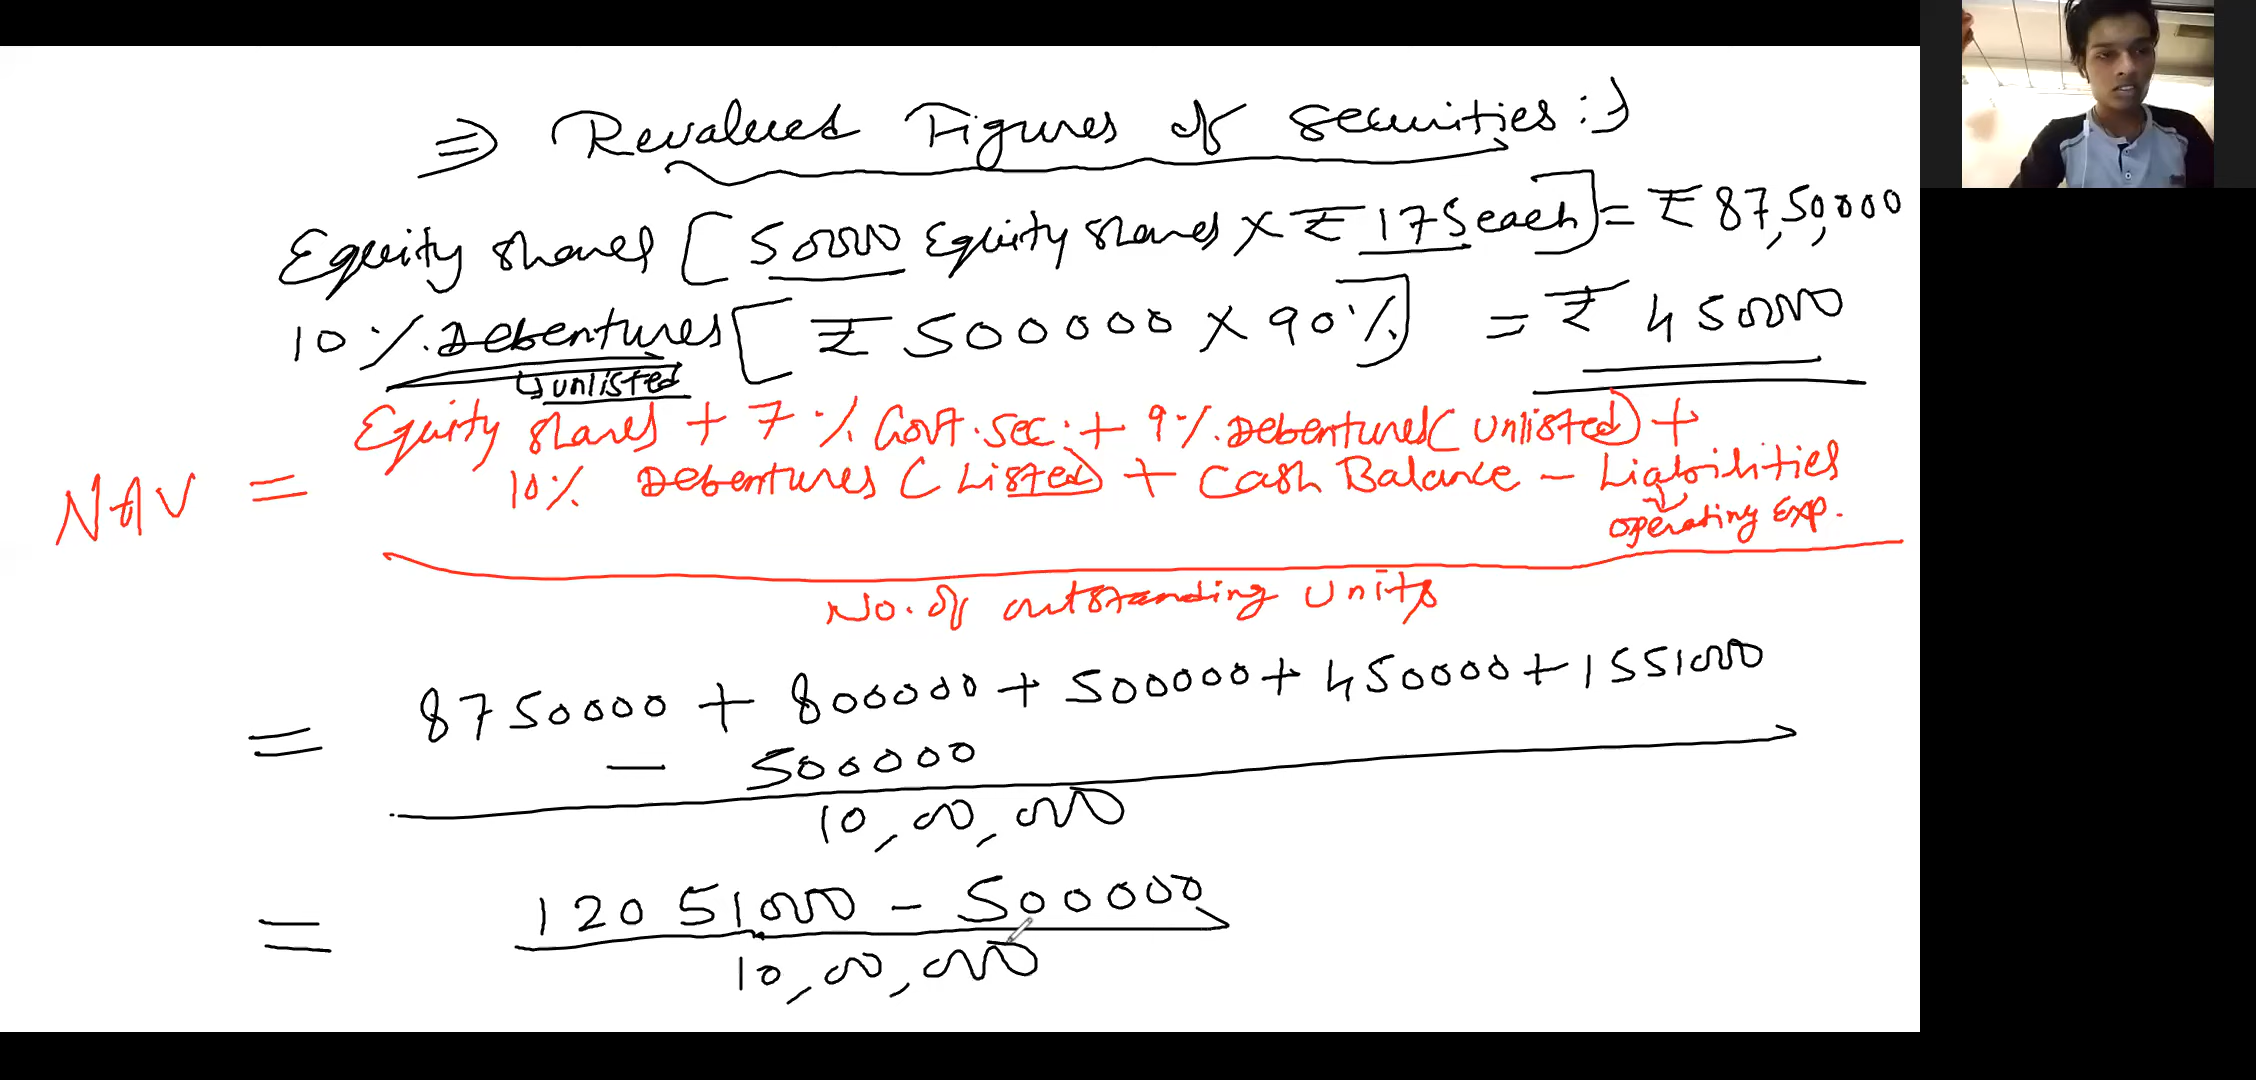 ⇒ Revalued Figures of Securities :→
Equity shares [50000 Equity shares × ₹ 175 each] = ₹ 87,50,000
10 %. Debentures [₹ 500000 × 90%] = ₹ 450000
↳ unlisted
Equity shares + 7 % Govt. Sec. + 9%. Debentures (Unlisted) +
NAV = 10% Debentures (Listed) + Cash Balance – Liabilities
operating Exp.
No. of outstanding Units
= 8750000 + 800000 + 500000 + 450000 + 1551000
– 500000
10,00,000
= 12051000 – 500000
10,00,000